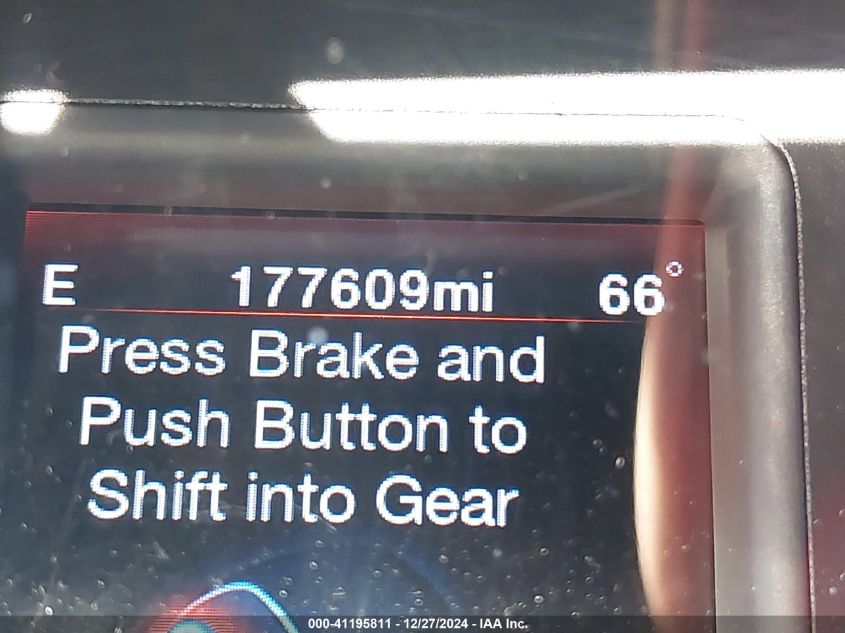 E 177609mi 66°
Press Brake and
Push Button to
Shift into Gear
000-41195811 - 12/27/2024 - IAA Inc.